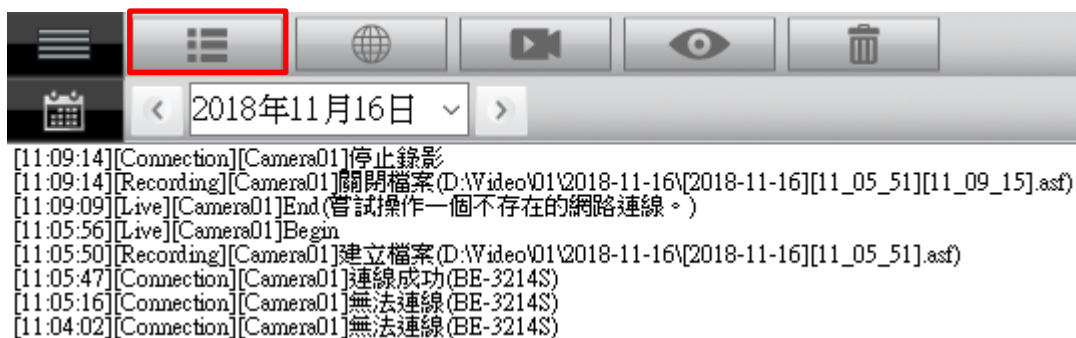 2018年11月16日
[11:09:14][Connection][Camera01]停止錄影
[11:09:14][Recording][Camera01]關閉檔案(D:\Video\01\2018-11-16\[2018-11-16][11_05_51][11_09_15].asf)
[11:09:09][Live][Camera01]End(嘗試操作一個不存在的網路連線。)
[11:05:56][Live][Camera01]Begin
[11:05:50][Recording][Camera01]建立檔案(D:\Video\01\2018-11-16\[2018-11-16][11_05_51].asf)
[11:05:47][Connection][Camera01]連線成功(BE-3214S)
[11:05:16][Connection][Camera01]無法連線(BE-3214S)
[11:04:02][Connection][Camera01]無法連線(BE-3214S)